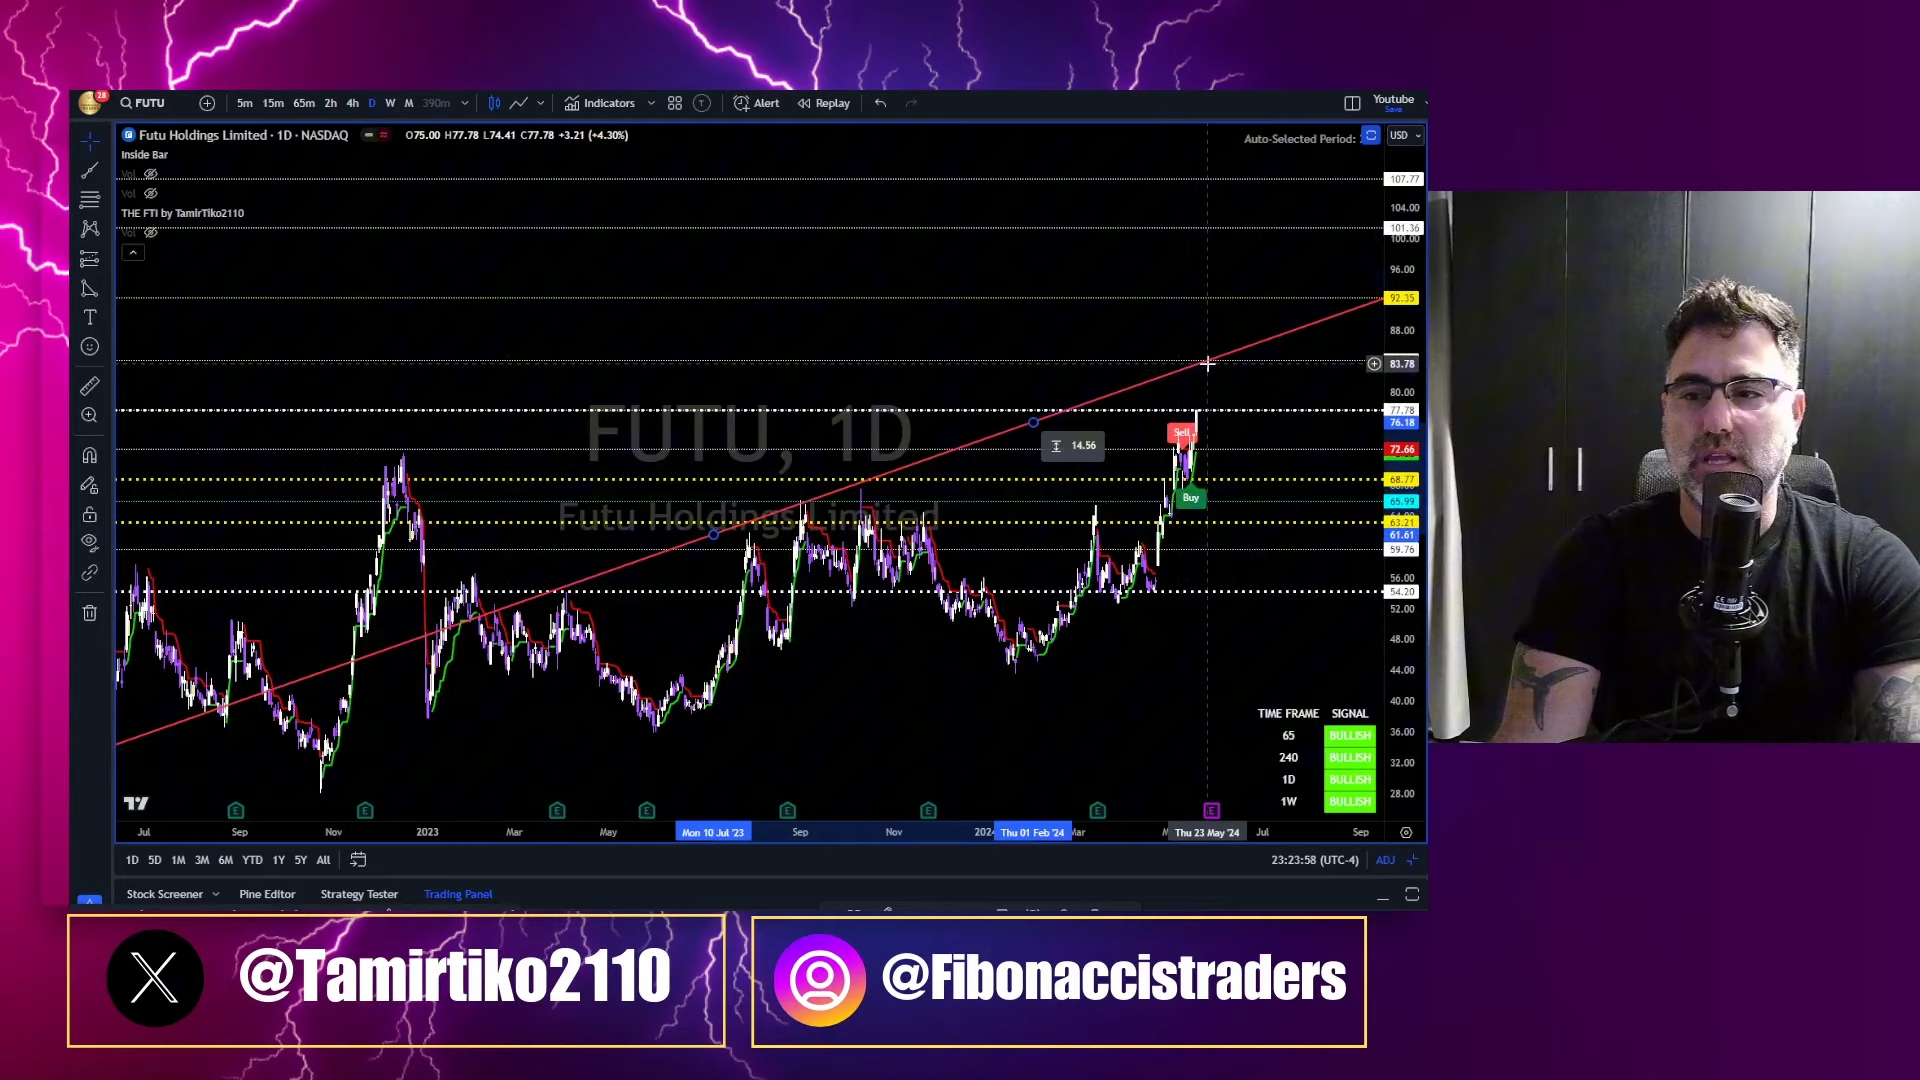 28 FUTU 5m 15m 65m 2h 4h D W M 390m Indicators Alert Replay Youtube
Save
Futu Holdings Limited · 1D · NASDAQ O75.00 H77.78 L74.41 C77.78 +3.21 (+4.30%) Auto-Selected Period: USD
Inside Bar
Vol
Vol
THE FTI by TamirTiko2110
Vol
107.77
104.00
101.36
100.00
96.00
92.35
88.00
83.78
80.00
77.78
76.18
72.66
68.77
65.99
63.21
61.61
59.76
56.00
54.20
52.00
48.00
44.00
40.00
36.00
32.00
28.00
FUTU, 1D
Futu Holdings Limited
14.56
Sell
Buy
TIME FRAME SIGNAL
65 BULLISH
240 BULLISH
1D BULLISH
1W BULLISH
E E E E E E E E
Jul Sep Nov 2023 Mar May Mon 10 Jul '23 Sep Nov 2024 Thu 01 Feb '24 Mar Thu 23 May '24 Jul Sep
1D 5D 1M 3M 6M YTD 1Y 5Y All 23:23:58 (UTC-4) ADJ
Stock Screener Pine Editor Strategy Tester Trading Panel
@Tamirtiko2110 @Fibonaccistraders